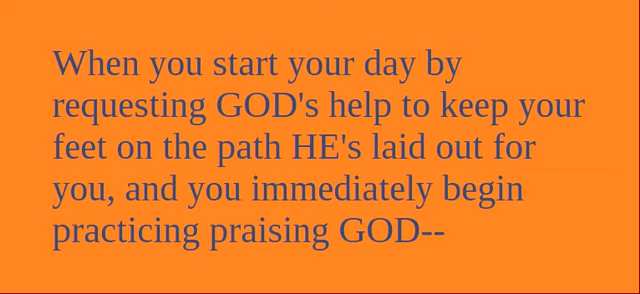 When you start your day by
requesting GOD's help to keep your
feet on the path HE's laid out for
you, and you immediately begin
practicing praising GOD--